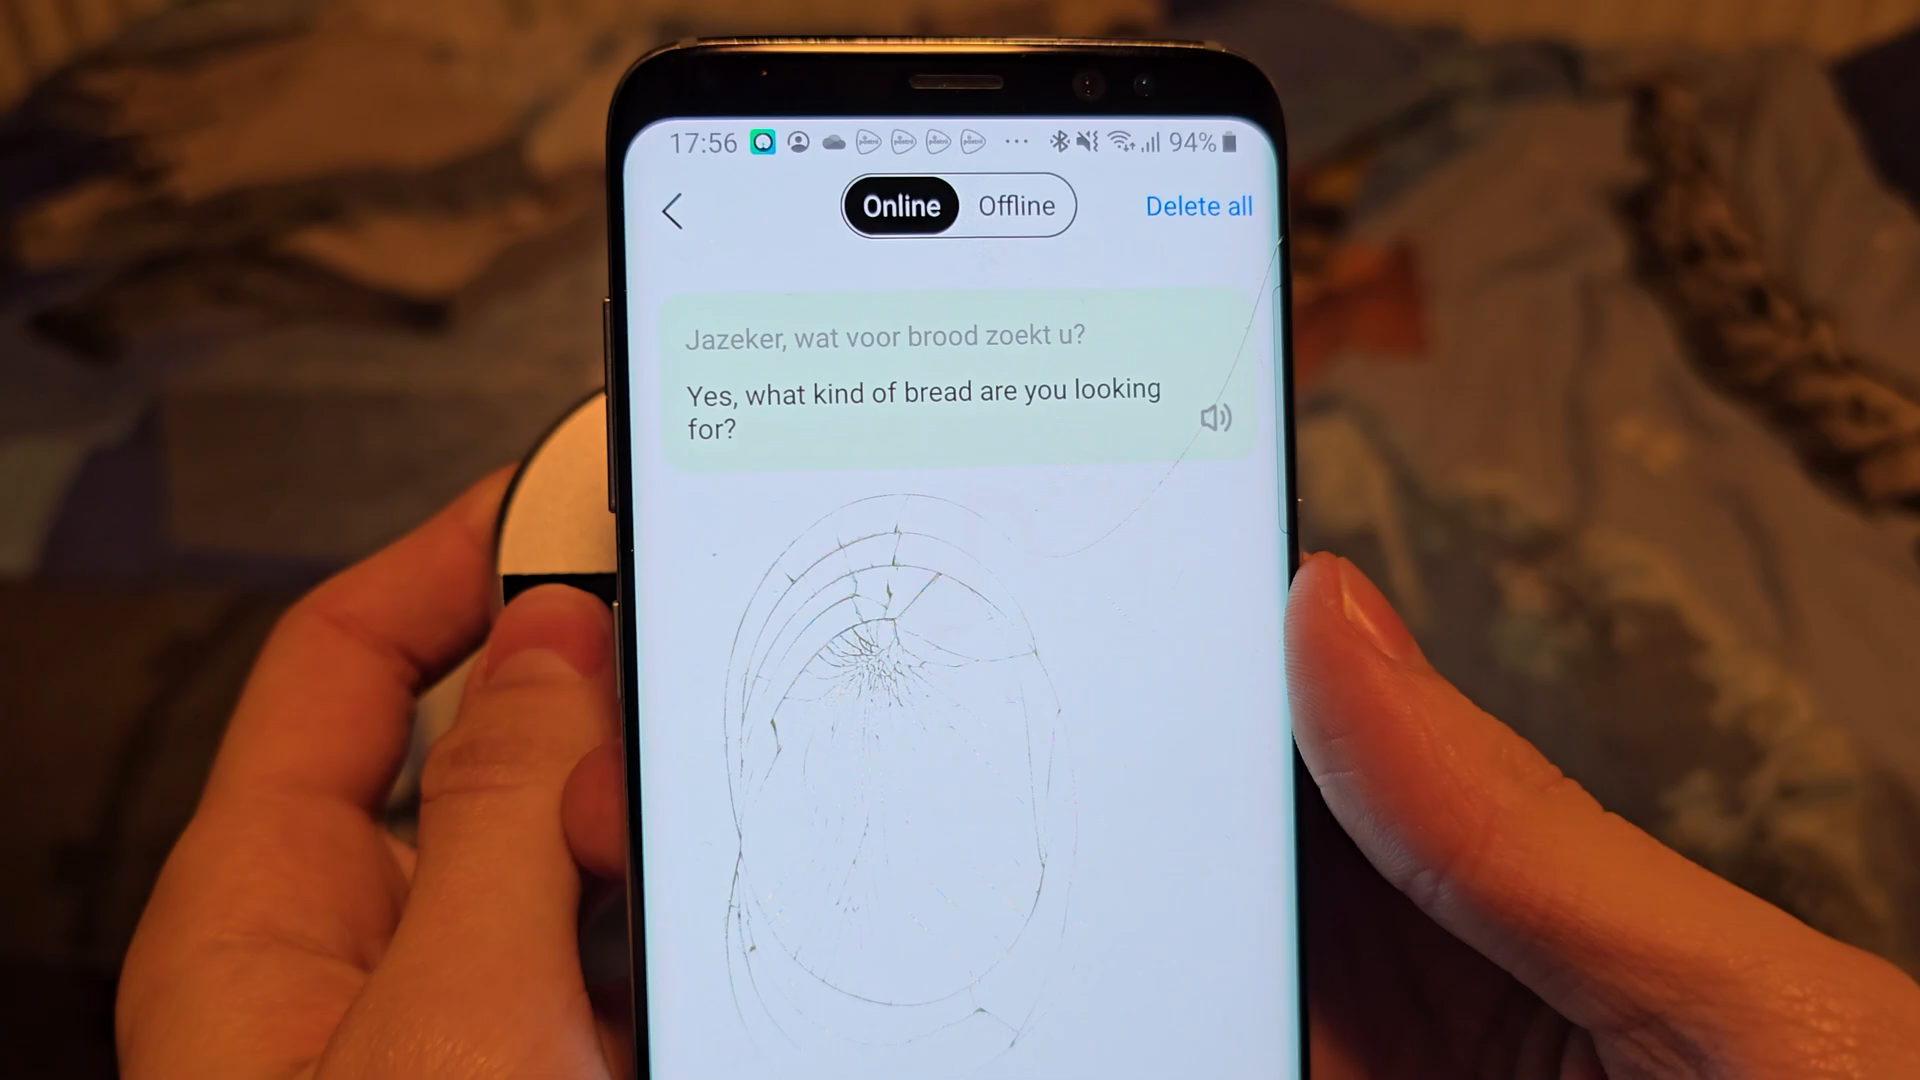 17:56 94%
Online Offline Delete all
Jazeker, wat voor brood zoekt u?
Yes, what kind of bread are you looking
for?